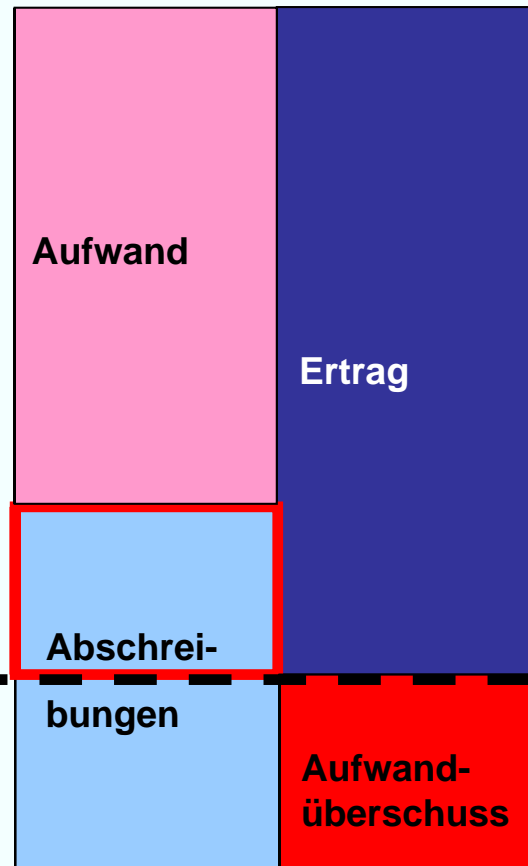 Aufwand
Ertrag
Abschrei-
bungen
Aufwand-
überschuss